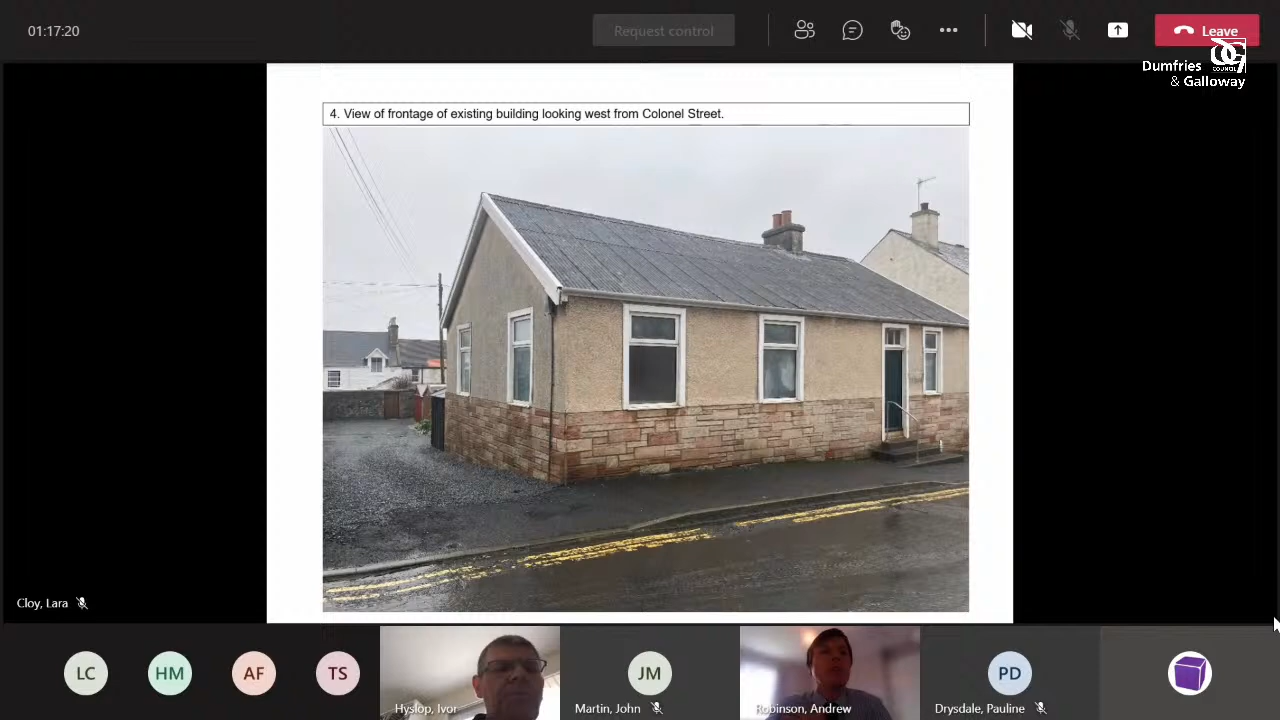 01:17:20
Request control
Leave
Dumfries
& Galloway
COUNCIL
4. View of frontage of existing building looking west from Colonel Street.
Cloy, Lara
LC
HM
AF
TS
JM
PD
Hyslop, Ivor
Martin, John
Robinson, Andrew
Drysdale, Pauline